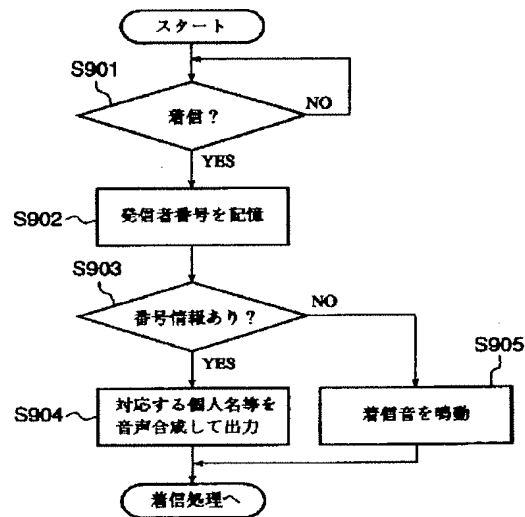 スタート
S901
着信?
NO
YES
S902
発信者番号を記憶
S903
番号情報あり?
NO
YES
S905
S904
対応する個人名等を
音声合成して出力
着信音を鳴動
着信処理へ